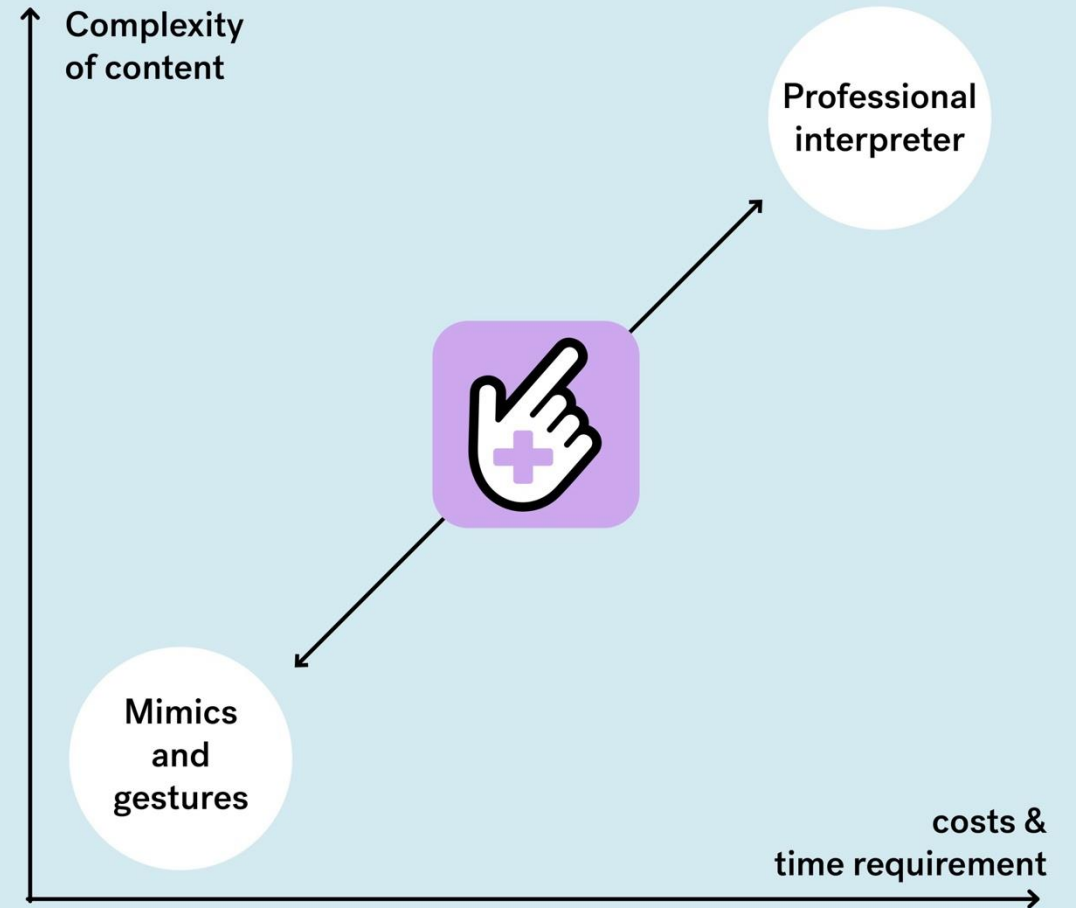 Complexity
of content
Professional
interpreter
Mimics
and
gestures
costs &
time requirement